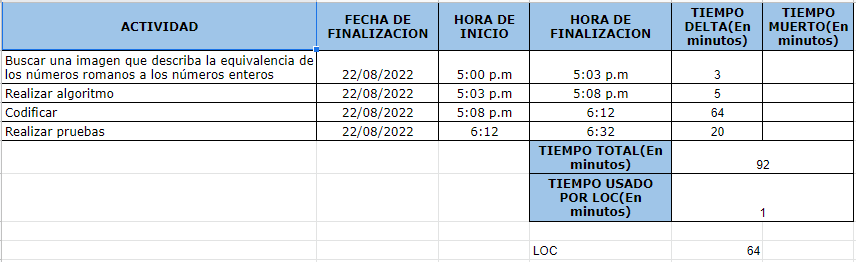 ACTIVIDAD FECHA DE FINALIZACION HORA DE INICIO HORA DE FINALIZACION TIEMPO DELTA(En minutos) TIEMPO MUERTO(En minutos)
Buscar una imagen que describa la equivalencia de
los números romanos a los números enteros 22/08/2022 5:00 p.m 5:03 p.m 3
Realizar algoritmo 22/08/2022 5:03 p.m 5:08 p.m 5
Codificar 22/08/2022 5:08 p.m 6:12 64
Realizar pruebas 22/08/2022 6:12 6:32 20
TIEMPO TOTAL(En
minutos) 92
TIEMPO USADO
POR LOC(En
minutos) 1
LOC 64